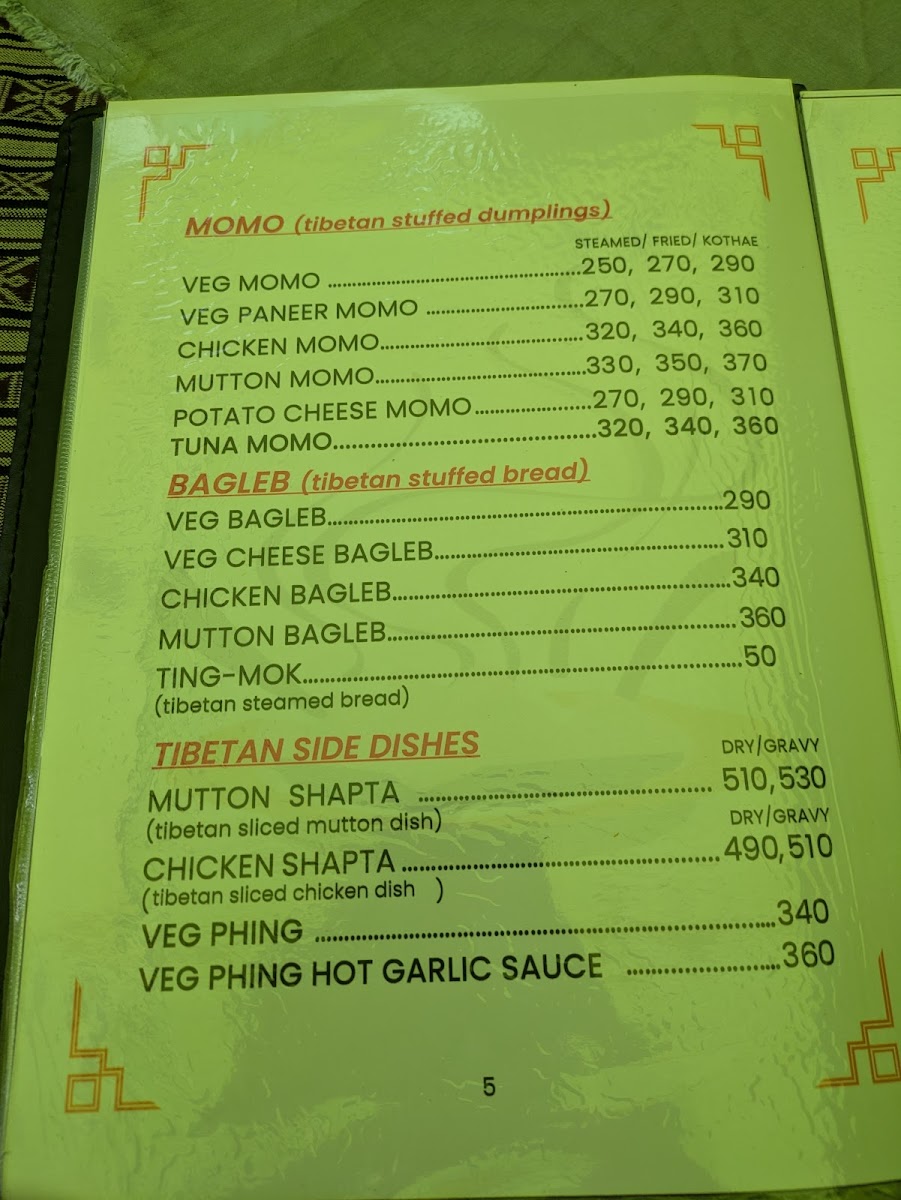 MOMO (tibetan stuffed dumplings)
STEAMED/ FRIED/ KOTHAE
VEG MOMO ................................................250, 270, 290
VEG PANEER MOMO ..............................270, 290, 310
CHICKEN MOMO.......................................320, 340, 360
MUTTON MOMO........................................330, 350, 370
POTATO CHEESE MOMO.......................270, 290, 310
TUNA MOMO.......................................320, 340, 360
BAGLEB (tibetan stuffed bread)
VEG BAGLEB..............................................................290
VEG CHEESE BAGLEB.............................................310
CHICKEN BAGLEB....................................................340
MUTTON BAGLEB.....................................................360
TING-MOK...................................................................50
(tibetan steamed bread)
TIBETAN SIDE DISHES
DRY/GRAVY
MUTTON SHAPTA ................................................ 510,530
(tibetan sliced mutton dish)
DRY/GRAVY
CHICKEN SHAPTA ................................................490,510
(tibetan sliced chicken dish )
VEG PHING .....................................................................340
VEG PHING HOT GARLIC SAUCE .......................360
5